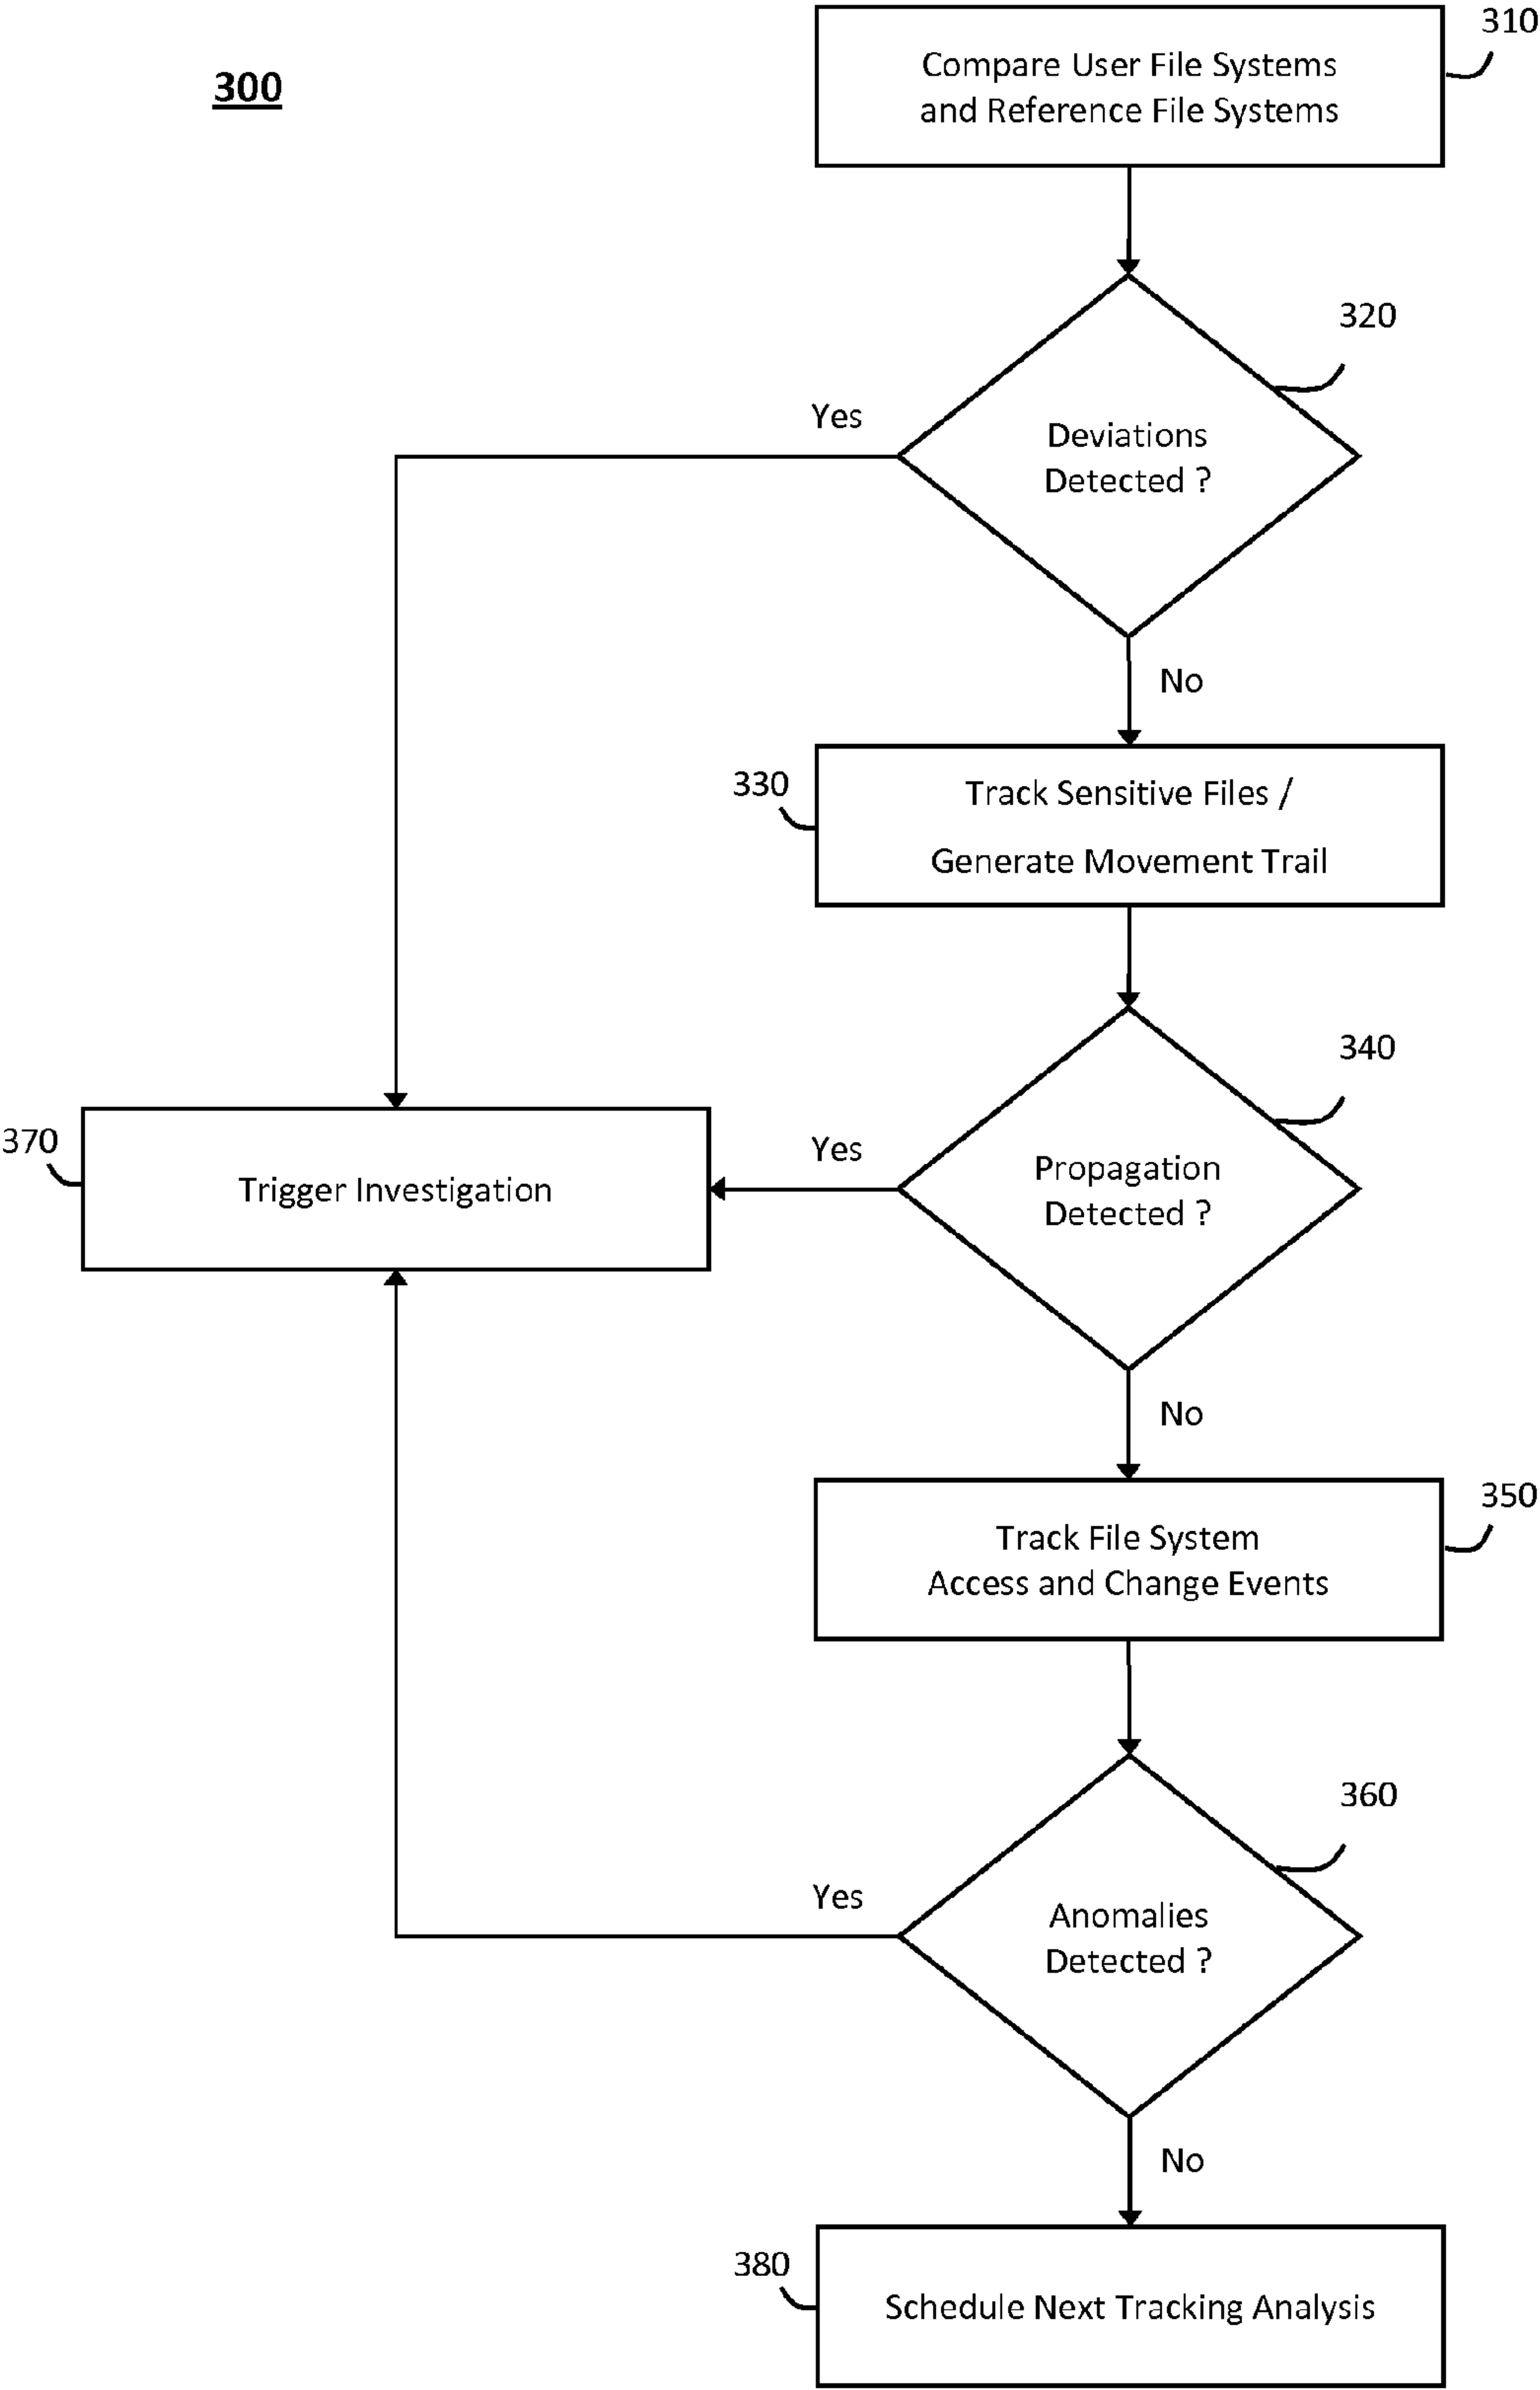 300
310
Compare User File Systems
and Reference File Systems
320
Yes
Deviations
Detected ?
No
330
Track Sensitive Files /
Generate Movement Trail
340
370
Yes
Trigger Investigation
Propagation
Detected ?
No
350
Track File System
Access and Change Events
360
Yes
Anomalies
Detected ?
No
380
Schedule Next Tracking Analysis